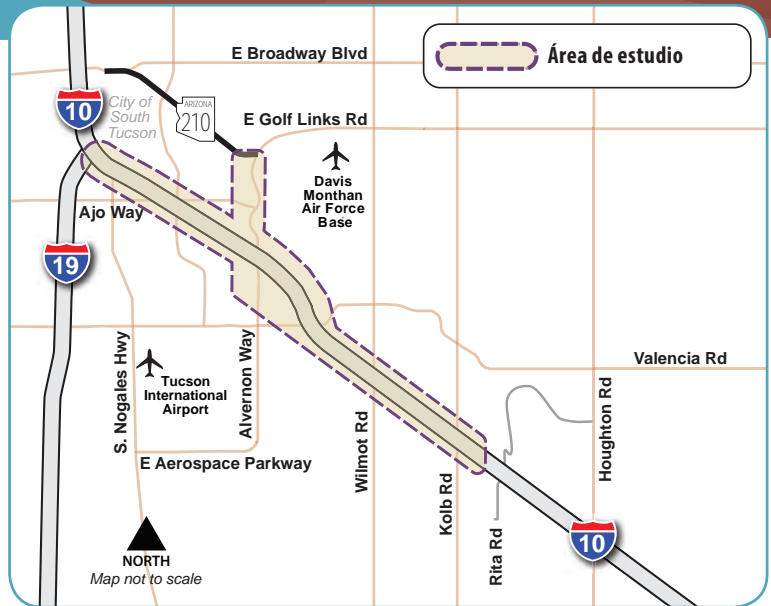 E Broadway Blvd
Área de estudio
10
City of
South
Tucson
ARIZONA
210
E Golf Links Rd
Davis
Monthan
Air Force
Base
Ajo Way
19
S. Nogales Hwy
Tucson
International
Airport
Alvernon Way
Valencia Rd
Wilmot Rd
Kolb Rd
Rita Rd
Houghton Rd
E Aerospace Parkway
10
NORTH
Map not to scale